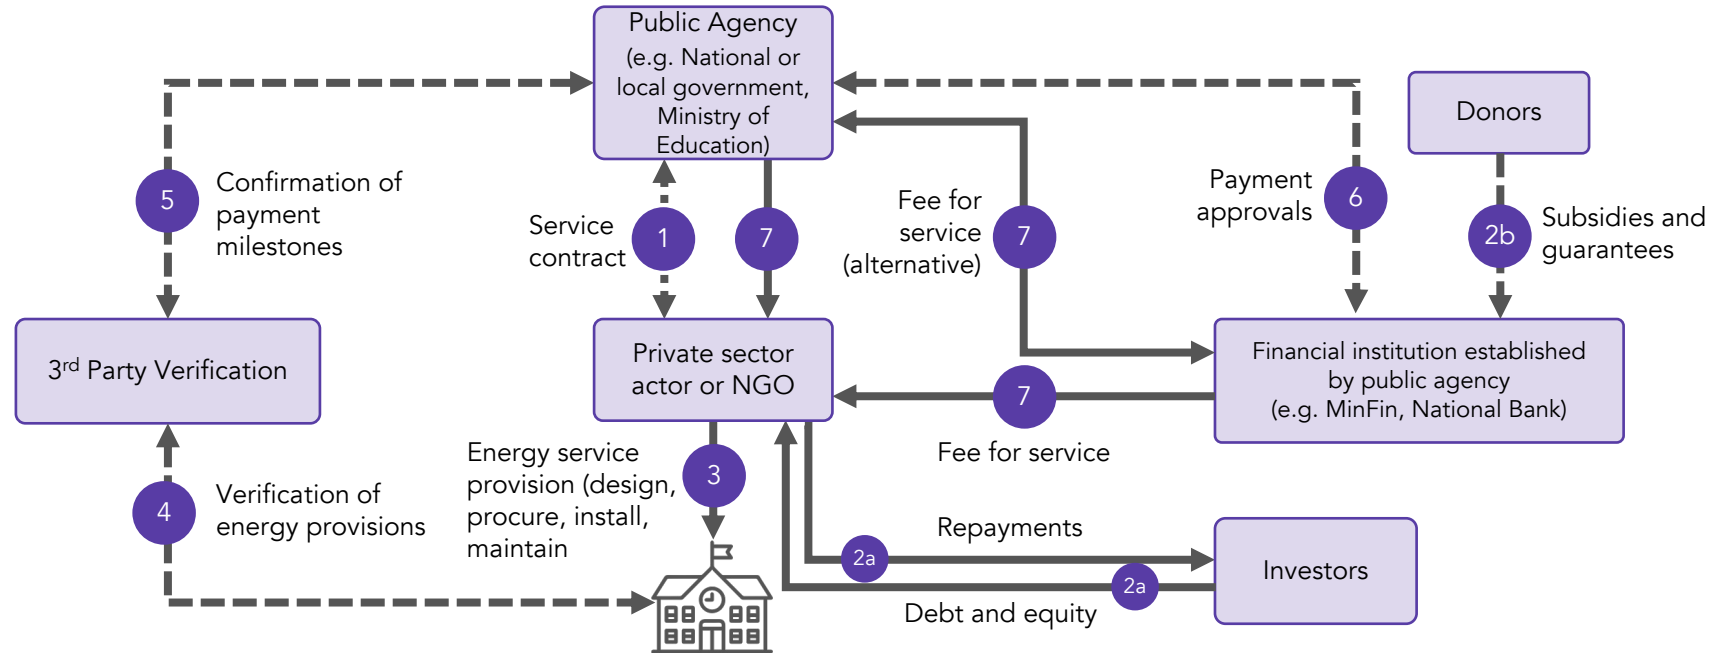 Public Agency
(e.g. National or
local government,
Ministry of
Education)
Donors
5
Confirmation of
payment
milestones
Service
contract
1
7
Fee for
service
(alternative)
7
Payment
approvals
6
2b
Subsidies and
guarantees
3rd Party Verification
Private sector
actor or NGO
Financial institution established
by public agency
(e.g. MinFin, National Bank)
7
Fee for service
4
Verification of
energy provisions
Energy service
provision (design,
procure, install,
maintain
3
Repayments
2a
2a
Debt and equity
Investors